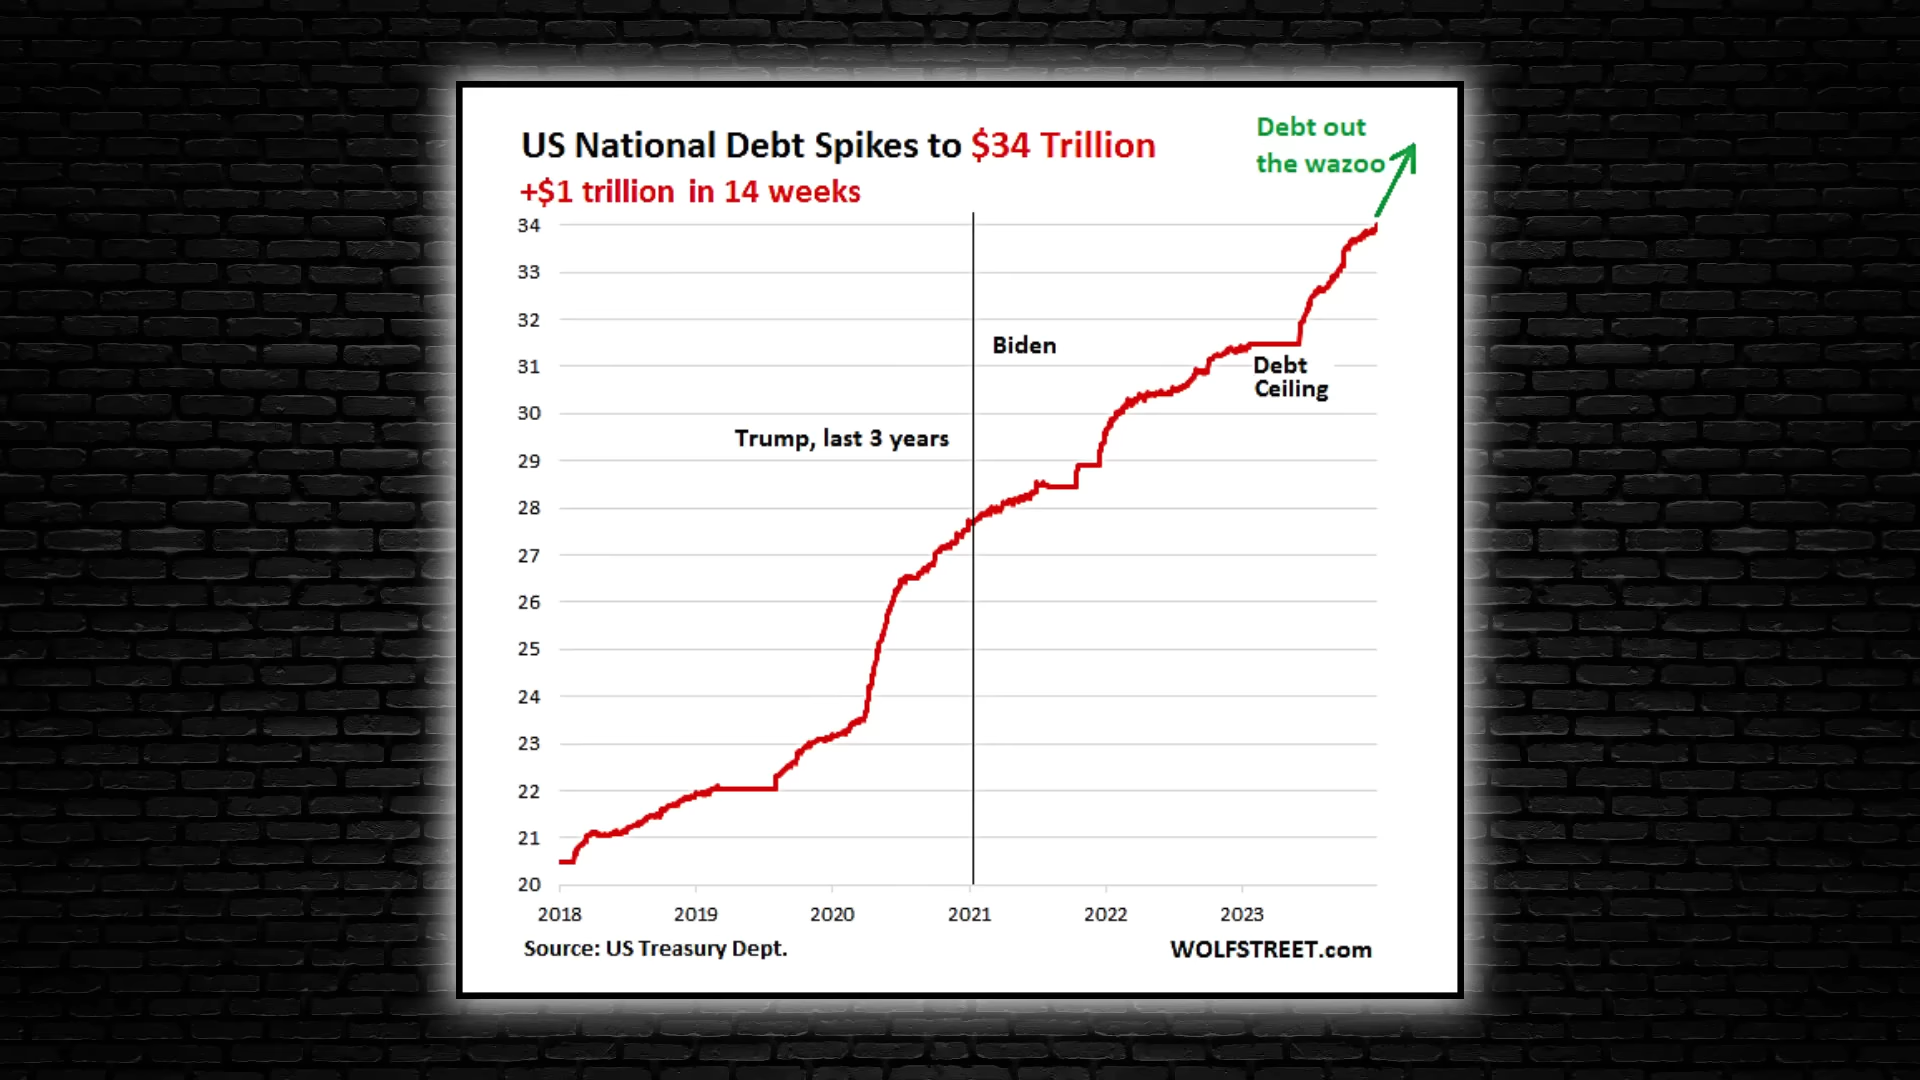 US National Debt Spikes to $34 Trillion
+$1 trillion in 14 weeks
Debt out
the wazoo
34
33
32
31
30
29
28
27
26
25
24
23
22
21
20
Biden
Debt
Ceiling
Trump, last 3 years
2018 2019 2020 2021 2022 2023
Source: US Treasury Dept.
WOLFSTREET.com